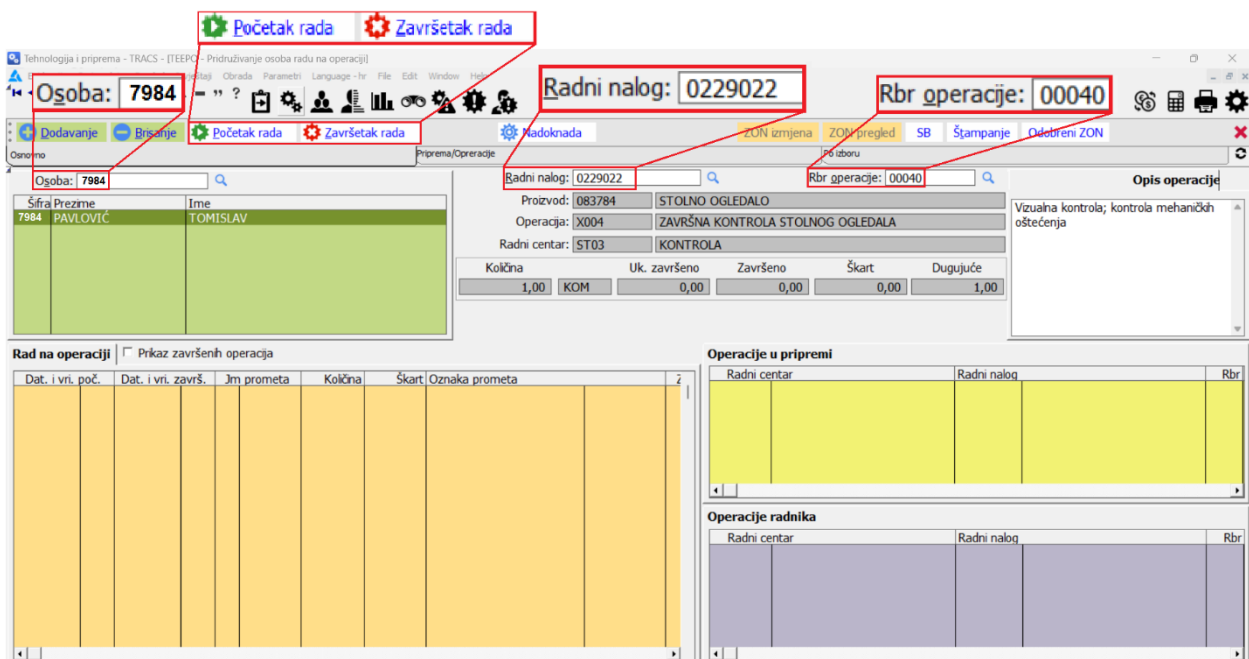 Početak rada Završetak rada
Tehnologija i priprema - TRACS - [TEEPO - Pridruživanje osoba radu na operaciji]
Obrada Parametri Language - hr File Edit Window Help
Osoba: 7984
Radni nalog: 0229022
Rbr operacije: 00040
Dodavanje Brisanje Početak rada Završetak rada Nadoknada ZON izmjena ZON pregled SB Štampanje Odobreni ZON
Osnovno Priprema/Opreracije Po izboru
Osoba: 7984
Šifra Prezime Ime
7984 PAVLOVIĆ TOMISLAV
Radni nalog: 0229022 Rbr operacije: 00040
Proizvod: 083784 STOLNO OGLEDALO
Operacija: X004 ZAVRŠNA KONTROLA STOLNOG OGLEDALA
Radni centar: ST03 KONTROLA
Količina Uk. završeno Završeno Škart Dugujuće
1,00 KOM 0,00 0,00 0,00 1,00
Opis operacije
Vizualna kontrola; kontrola mehaničkih
oštećenja
Rad na operaciji Prikaz završenih operacija
Dat. i vri. poč. Dat. i vri. završ. Jm prometa Količina Škart Oznaka prometa
Operacije u pripremi
Radni centar Radni nalog Rbr
Operacije radnika
Radni centar Radni nalog Rbr